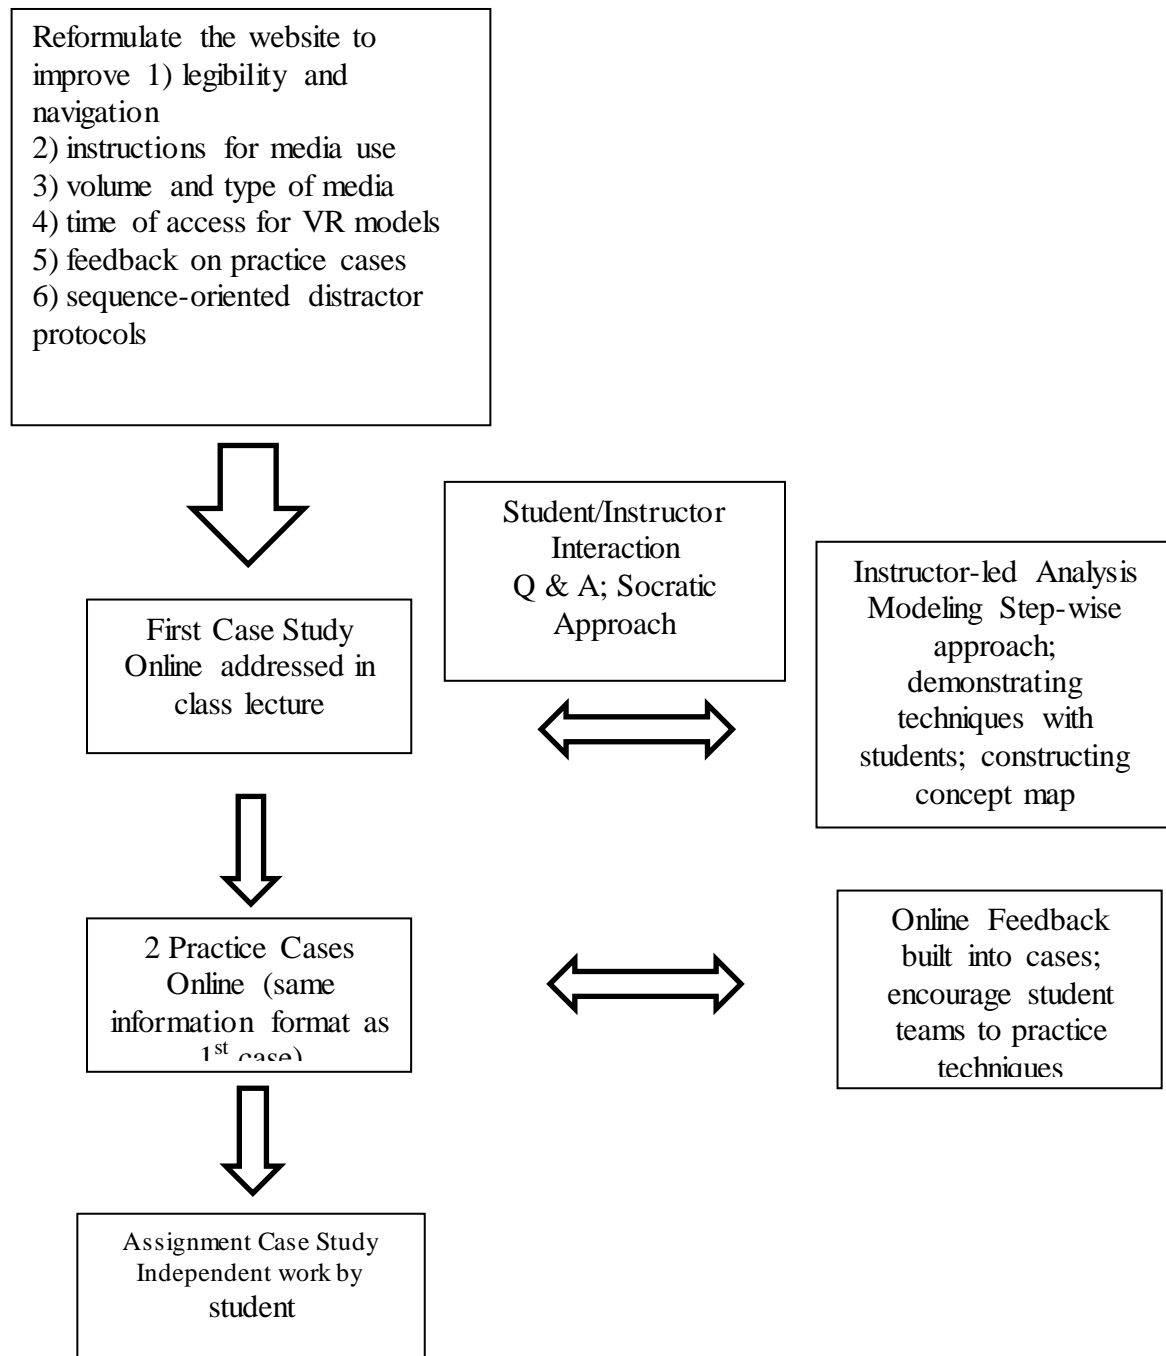 Reformulate the website to
improve 1) legibility and
navigation
2) instructions for media use
3) volume and type of media
4) time of access for VR models
5) feedback on practice cases
6) sequence-oriented distractor
protocols
Student/Instructor
Interaction
Q & A; Socratic
Approach
Instructor-led Analysis
Modeling Step-wise
approach;
demonstrating
techniques with
students; constructing
concept map
First Case Study
Online addressed in
class lecture
2 Practice Cases
Online (same
information format as
1st case)
Online Feedback
built into cases;
encourage student
teams to practice
techniques
Assignment Case Study
Independent work by
student